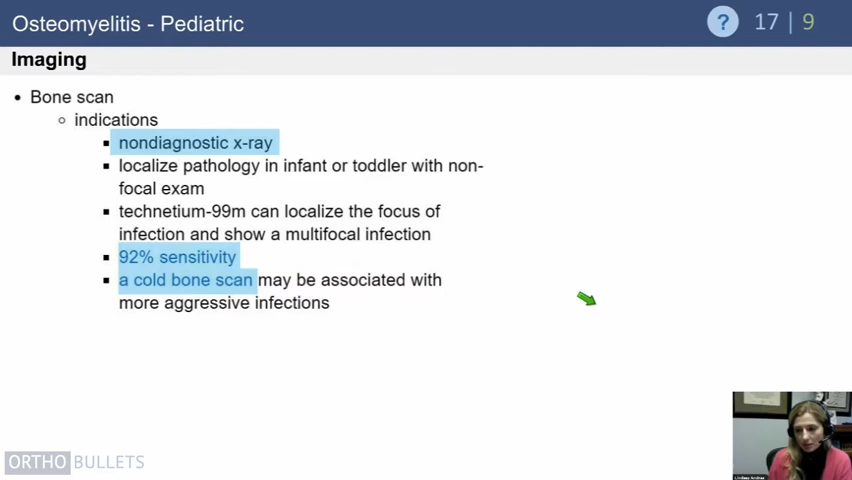 Osteomyelitis - Pediatric
? 17 | 9
Imaging
Bone scan
indications
nondiagnostic x-ray
localize pathology in infant or toddler with non-
focal exam
technetium-99m can localize the focus of
infection and show a multifocal infection
92% sensitivity
a cold bone scan may be associated with
more aggressive infections
ORTHOBULLETS